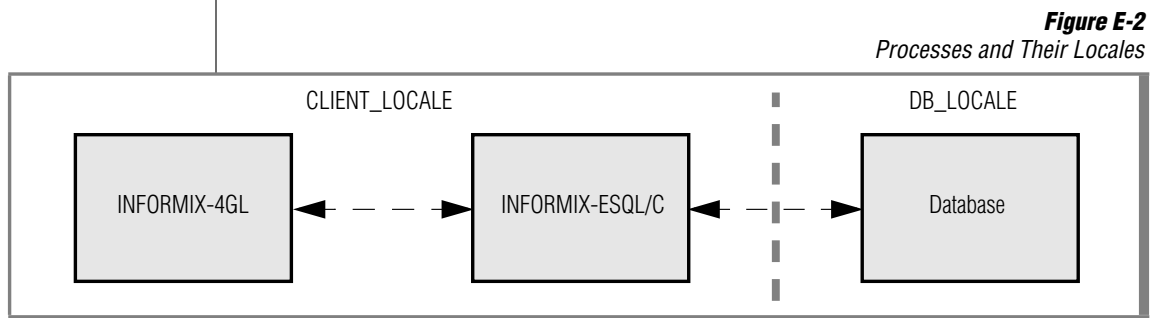 Figure E-2
Processes and Their Locales
CLIENT_LOCALE
DB_LOCALE
INFORMIX-4GL
INFORMIX-ESQL/C
Database